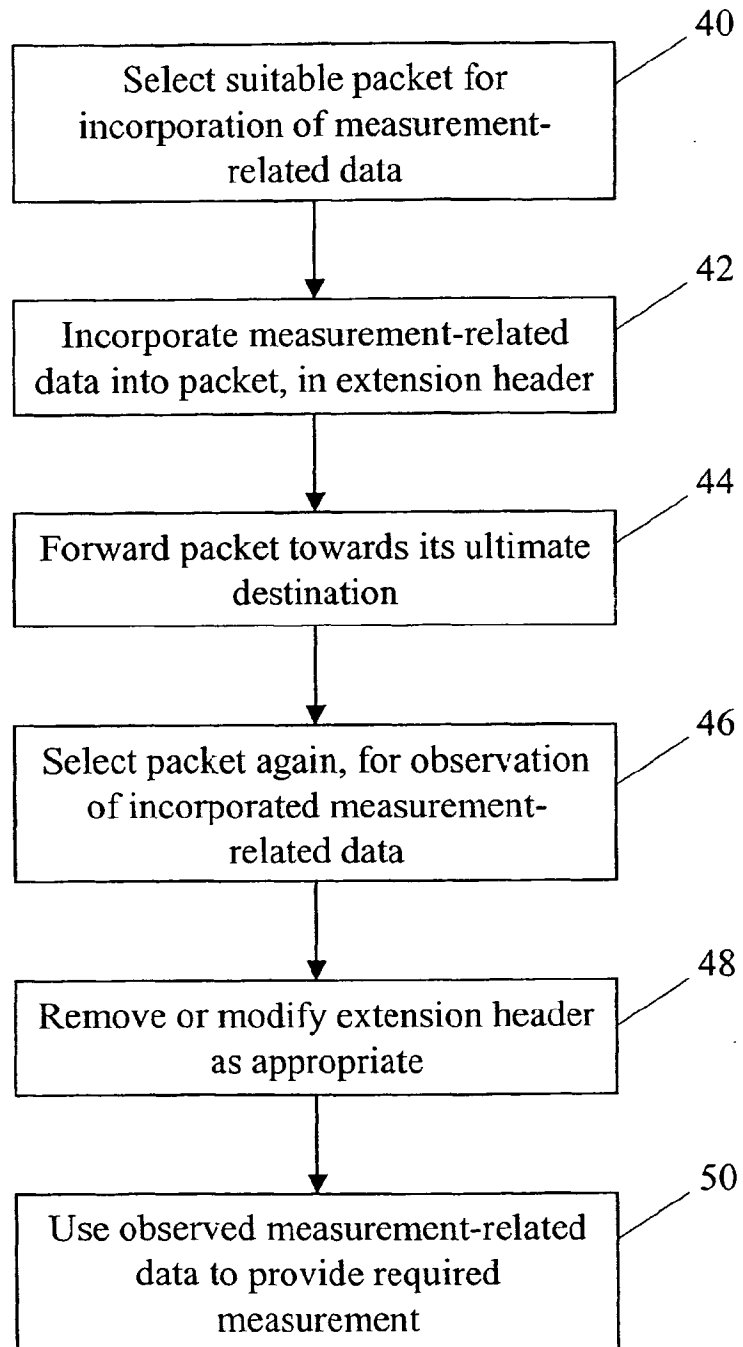 40
Select suitable packet for
incorporation of measurement-
related data
42
Incorporate measurement-related
data into packet, in extension header
44
Forward packet towards its ultimate
destination
46
Select packet again, for observation
of incorporated measurement-
related data
48
Remove or modify extension header
as appropriate
50
Use observed measurement-related
data to provide required
measurement